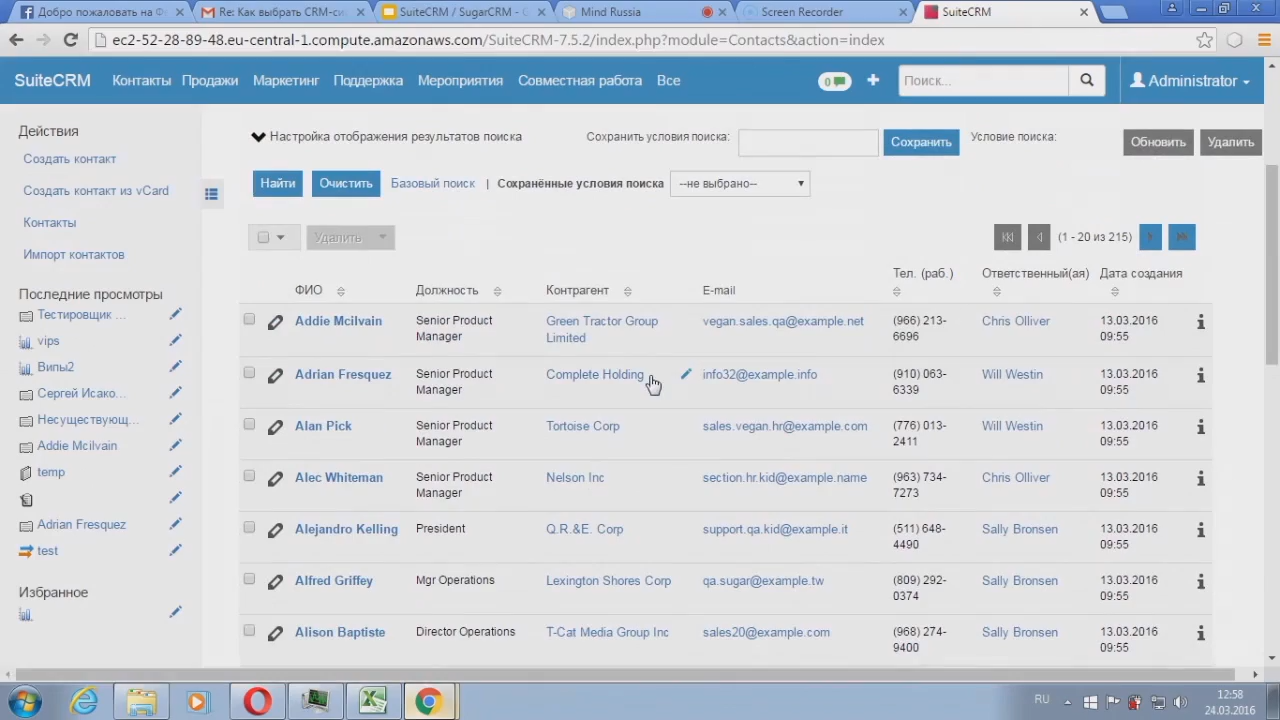 Добро пожаловать на Ф
Re: Как выбрать CRM-си
SuiteCRM / SugarCRM - G
Mind Russia
Screen Recorder
SuiteCRM
ec2-52-28-89-48.eu-central-1.compute.amazonaws.com/SuiteCRM-7.5.2/index.php?module=Contacts&action=index
SuiteCRM Контакты Продажи Маркетинг Поддержка Мероприятия Совместная работа Все 0 Поиск... Administrator
Действия
Создать контакт
Создать контакт из vCard
Контакты
Импорт контактов
Последние просмотры
Тестировщик ...
vips
Випы2
Сергей Исако...
Несуществующ...
Addie Mcilvain
temp
Adrian Fresquez
test
Избранное
Настройка отображения результатов поиска Сохранить условия поиска: Сохранить Условие поиска: Обновить Удалить
Найти Очистить Базовый поиск | Сохранённые условия поиска --не выбрано--
Удалить (1 - 20 из 215)
ФИО Должность Контрагент E-mail Тел. (раб.) Ответственный(ая) Дата создания
Addie Mcilvain Senior Product Green Tractor Group vegan.sales.qa@example.net (966) 213- Chris Olliver 13.03.2016
Manager Limited 6696 09:55
Adrian Fresquez Senior Product Complete Holding info32@example.info (910) 063- Will Westin 13.03.2016
Manager 6339 09:55
Alan Pick Senior Product Tortoise Corp sales.vegan.hr@example.com (776) 013- Will Westin 13.03.2016
Manager 2411 09:55
Alec Whiteman Senior Product Nelson Inc section.hr.kid@example.name (963) 734- Chris Olliver 13.03.2016
Manager 7273 09:55
Alejandro Kelling President Q.R.&E. Corp support.qa.kid@example.it (511) 648- Sally Bronsen 13.03.2016
4490 09:55
Alfred Griffey Mgr Operations Lexington Shores Corp qa.sugar@example.tw (809) 292- Sally Bronsen 13.03.2016
0374 09:55
Alison Baptiste Director Operations T-Cat Media Group Inc sales20@example.com (968) 274- Sally Bronsen 13.03.2016
9400 09:55
RU 12:58
24.03.2016